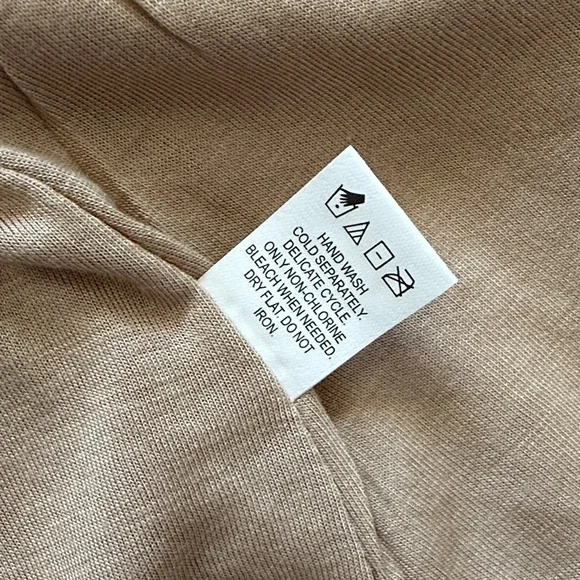 HAND WASH
COLD SEPARATELY.
DELICATE CYCLE.
ONLY NON-CHLORINE
BLEACH WHEN NEEDED.
DRY FLAT. DO NOT
IRON.